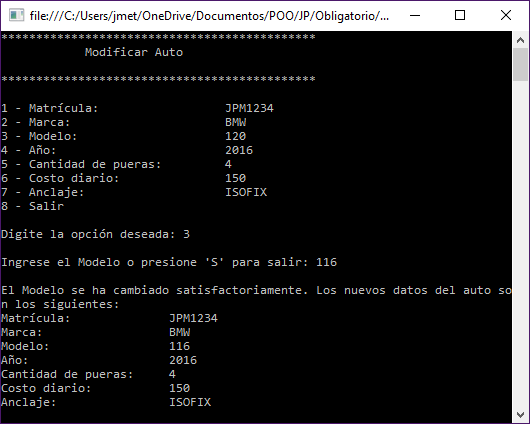 file:///C:/Users/jmet/OneDrive/Documentos/POO/JP/Obligatorio/...
*********************************************
Modificar Auto
*********************************************
1 - Matrícula: JPM1234
2 - Marca: BMW
3 - Modelo: 120
4 - Año: 2016
5 - Cantidad de pueras: 4
6 - Costo diario: 150
7 - Anclaje: ISOFIX
8 - Salir
Digite la opción deseada: 3
Ingrese el Modelo o presione 'S' para salir: 116
El Modelo se ha cambiado satisfactoriamente. Los nuevos datos del auto so
n los siguientes:
Matrícula: JPM1234
Marca: BMW
Modelo: 116
Año: 2016
Cantidad de pueras: 4
Costo diario: 150
Anclaje: ISOFIX